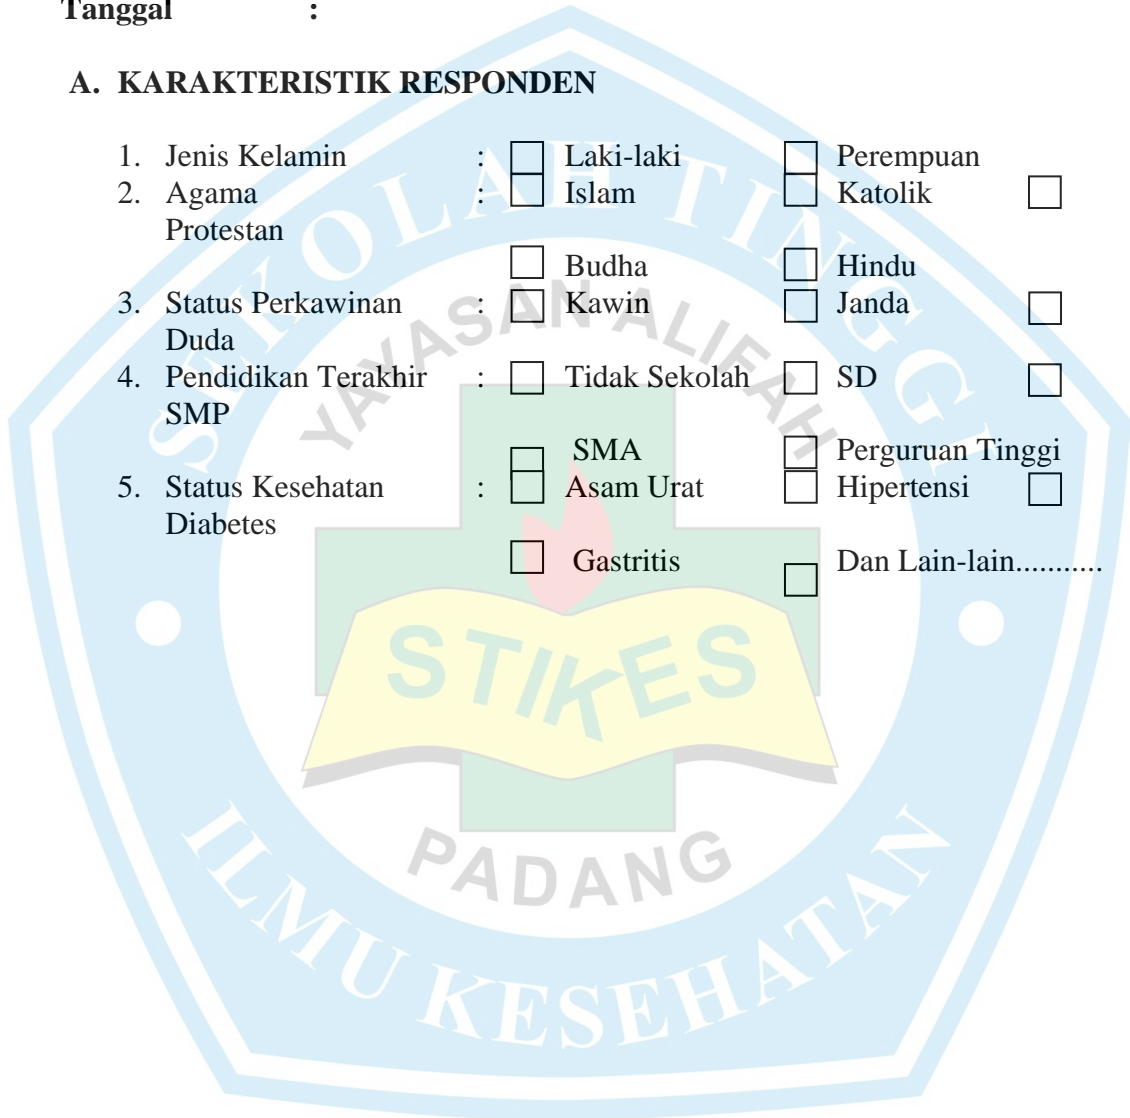 Tanggal :
A. KARAKTERISTIK RESPONDEN
1. Jenis Kelamin : Laki-laki Perempuan
2. Agama : Islam Katolik
Protestan
Budha Hindu
3. Status Perkawinan : Kawin Janda
Duda
4. Pendidikan Terakhir : Tidak Sekolah SD
SMP
SMA Perguruan Tinggi
5. Status Kesehatan : Asam Urat Hipertensi
Diabetes
Gastritis Dan Lain-lain...........
SEKOLAH TINGGI
YAYASAN ALIFAH
STIKES
PADANG
ILMU KESEHATAN